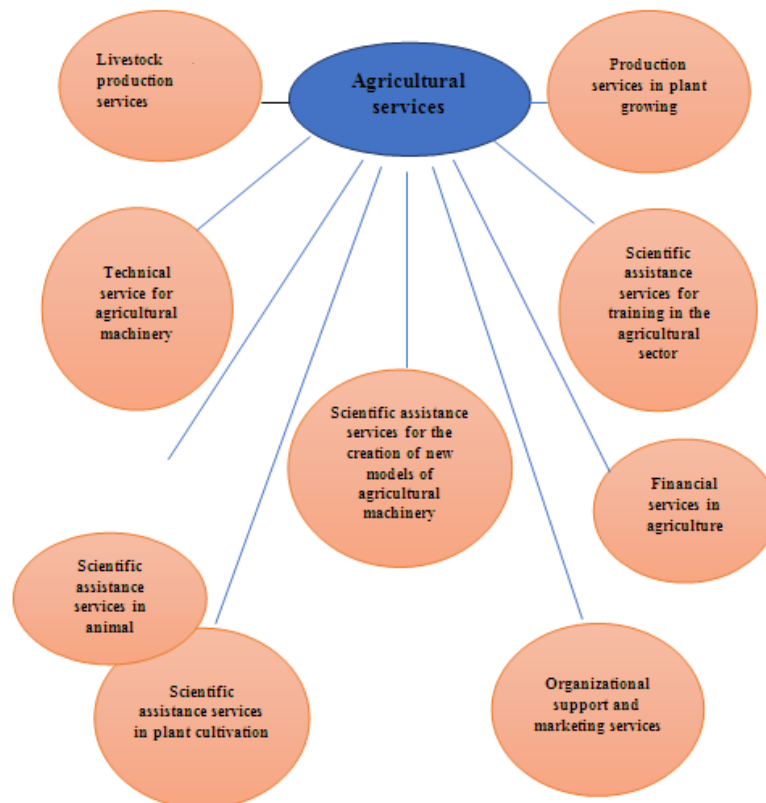 Livestock
production
services
Agricultural
services
Production
services in plant
growing
Technical
service for
agricultural
machinery
Scientific
assistance
services for
training in the
agricultural
sector
Scientific assistance
services for the
creation of new
models of
agricultural
machinery
Financial
services in
agriculture
Scientific
assistance
services in
animal
Scientific
assistance services
in plant cultivation
Organizational
support and
marketing services